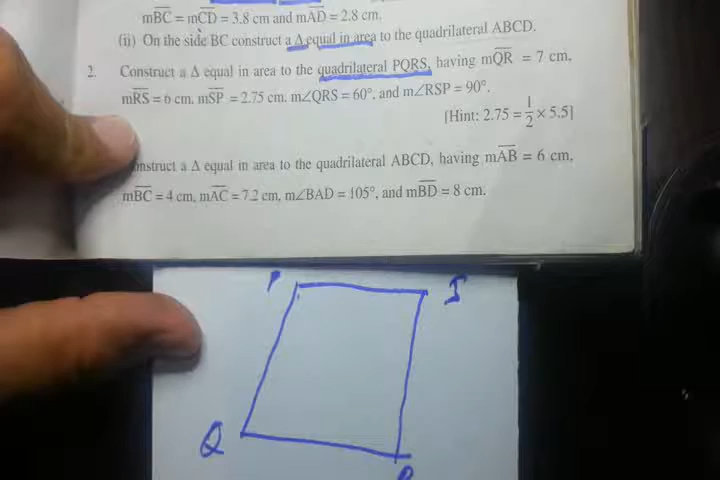 mBC = mCD = 3.8 cm and mAD = 2.8 cm.
(ii) On the side BC construct a Δ equal in area to the quadrilateral ABCD.
2. Construct a Δ equal in area to the quadrilateral PQRS, having mQR = 7 cm,
mRS = 6 cm, mSP = 2.75 cm, m∠QRS = 60°, and m∠RSP = 90°.
[Hint: 2.75 = 1/2 × 5.5]
onstruct a Δ equal in area to the quadrilateral ABCD, having mAB = 6 cm,
mBC = 4 cm, mAC = 7.2 cm, m∠BAD = 105°, and mBD = 8 cm.
P S
Q